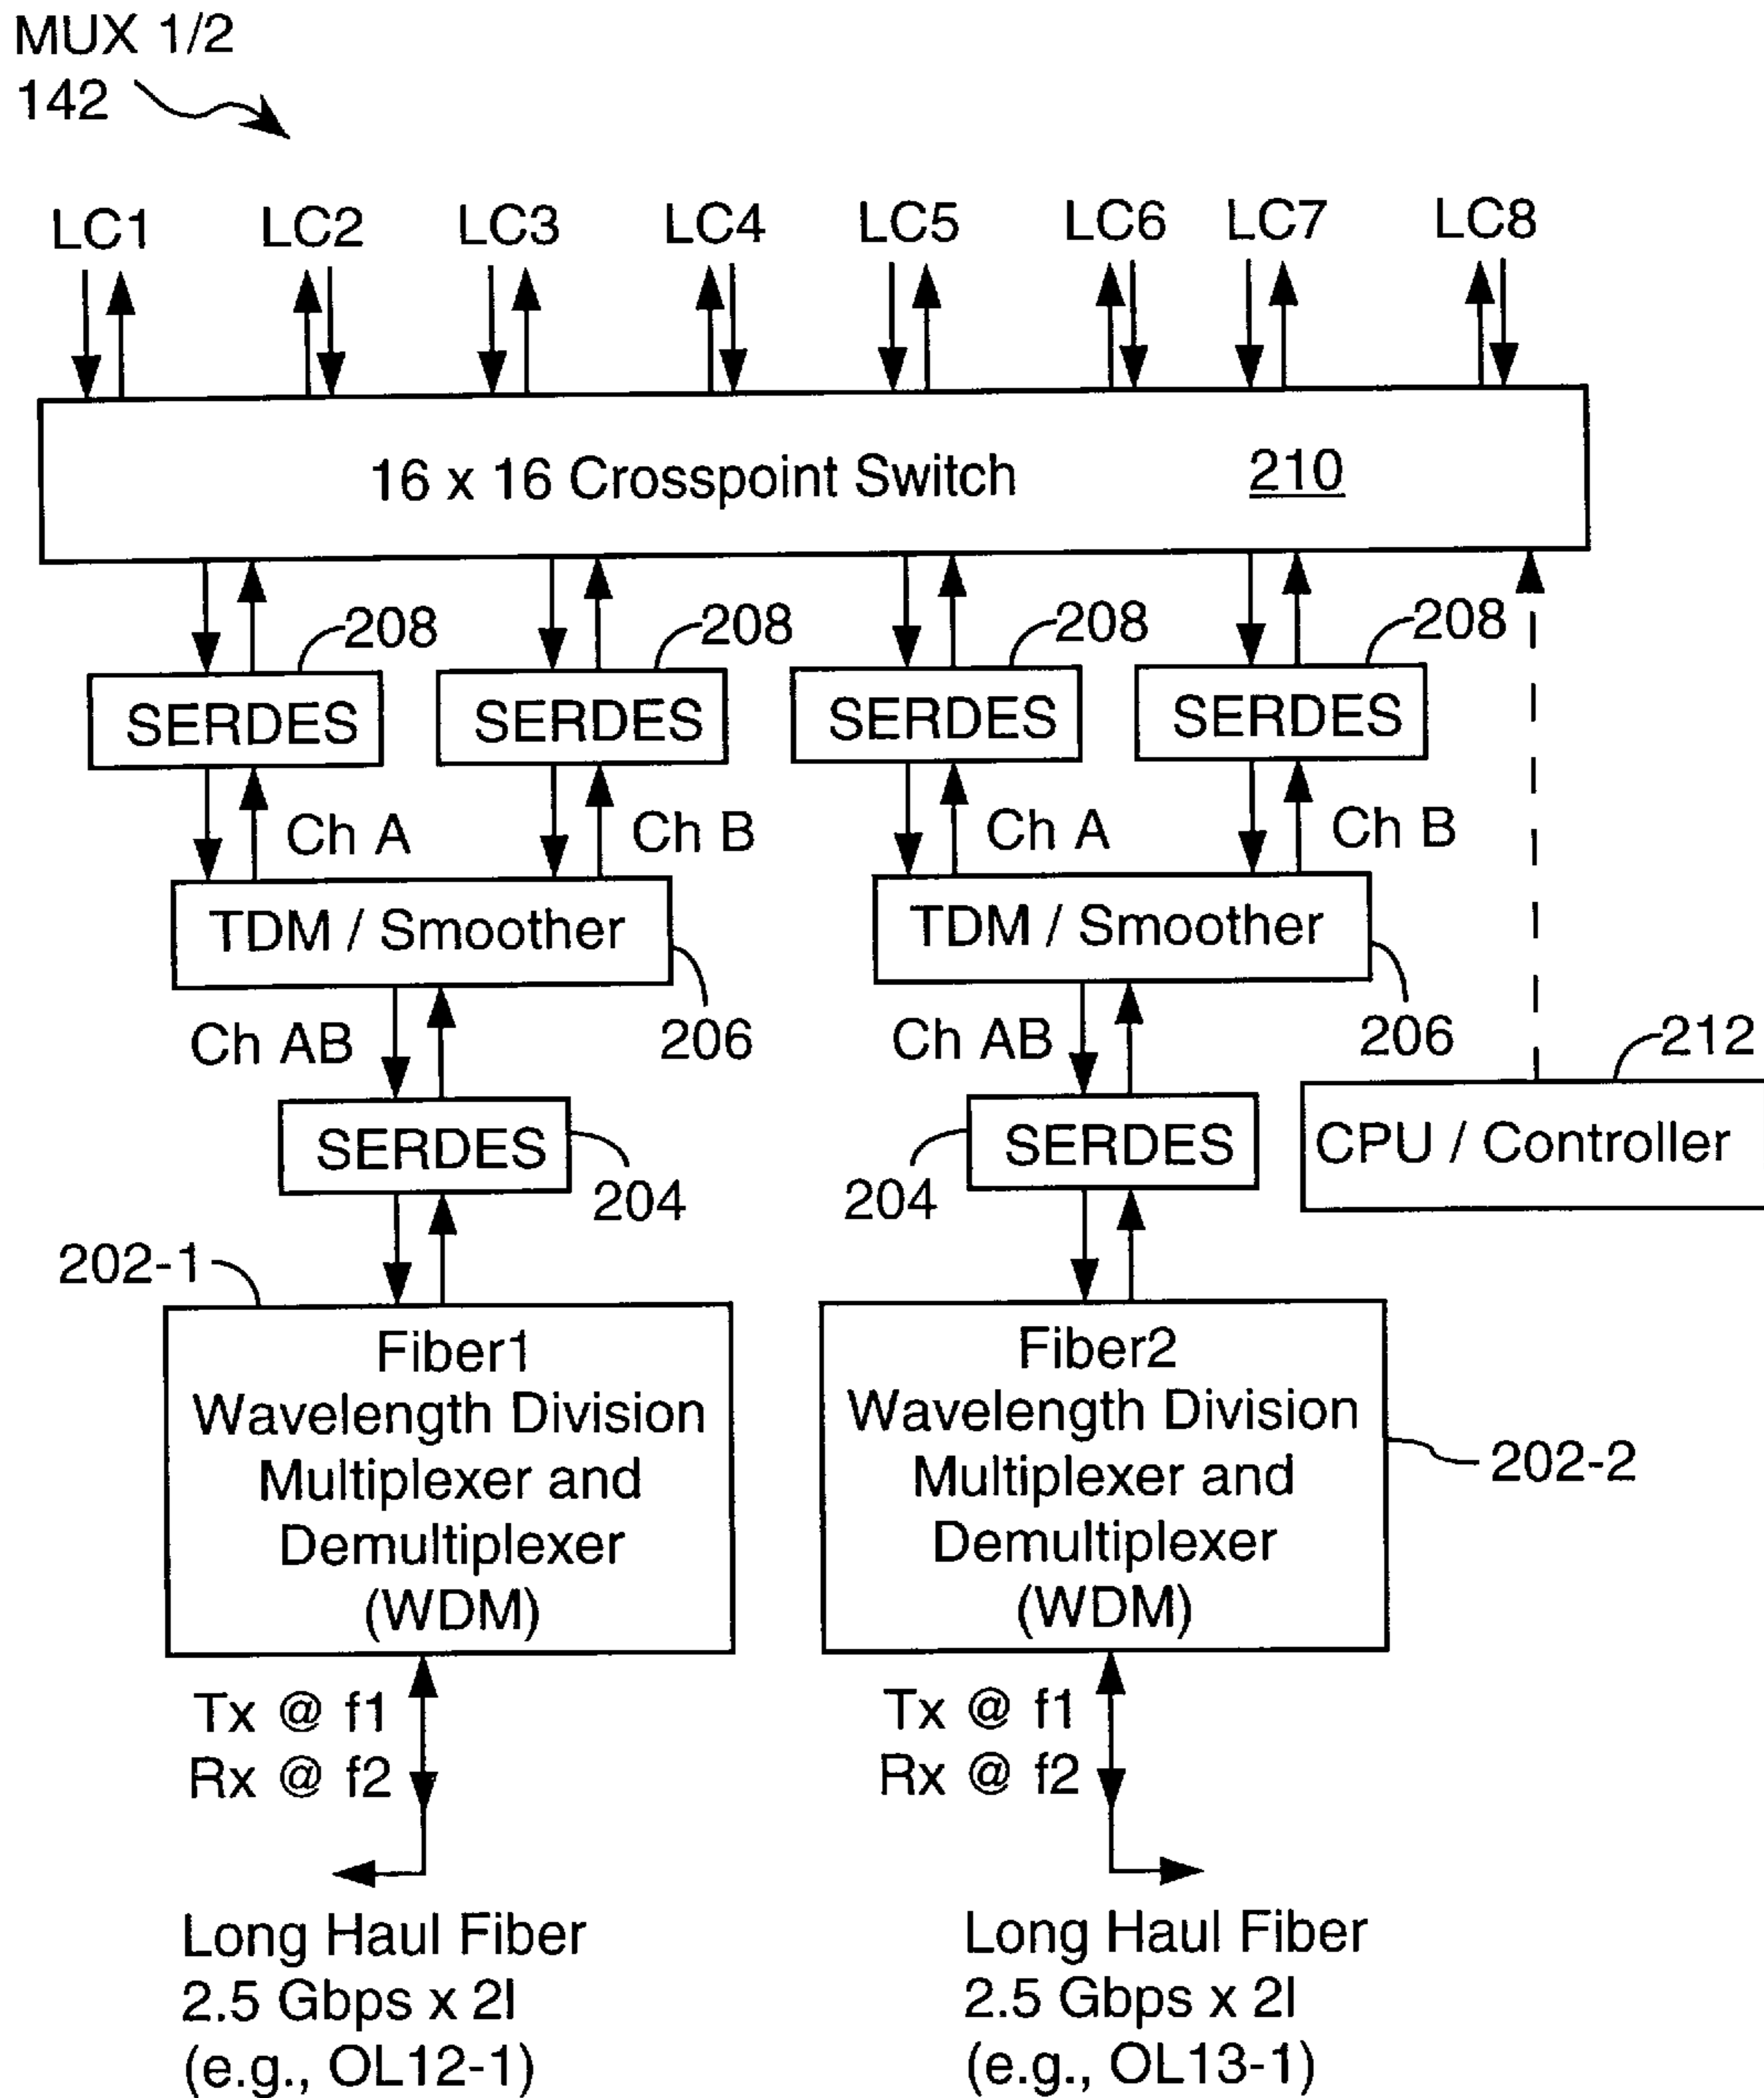 MUX 1/2
142
LC1 LC2 LC3 LC4 LC5 LC6 LC7 LC8
16 x 16 Crosspoint Switch 210
208 208 208 208
SERDES SERDES SERDES SERDES
Ch A Ch B Ch A Ch B
TDM / Smoother TDM / Smoother
Ch AB 206 Ch AB 206 212
SERDES SERDES CPU / Controller
204 204
202-1
Fiber1
Wavelength Division
Multiplexer and
Demultiplexer
(WDM)
Fiber2
Wavelength Division
Multiplexer and
Demultiplexer
(WDM)
202-2
Tx @ f1
Rx @ f2
Tx @ f1
Rx @ f2
Long Haul Fiber
2.5 Gbps x 2l
(e.g., OL12-1)
Long Haul Fiber
2.5 Gbps x 2l
(e.g., OL13-1)